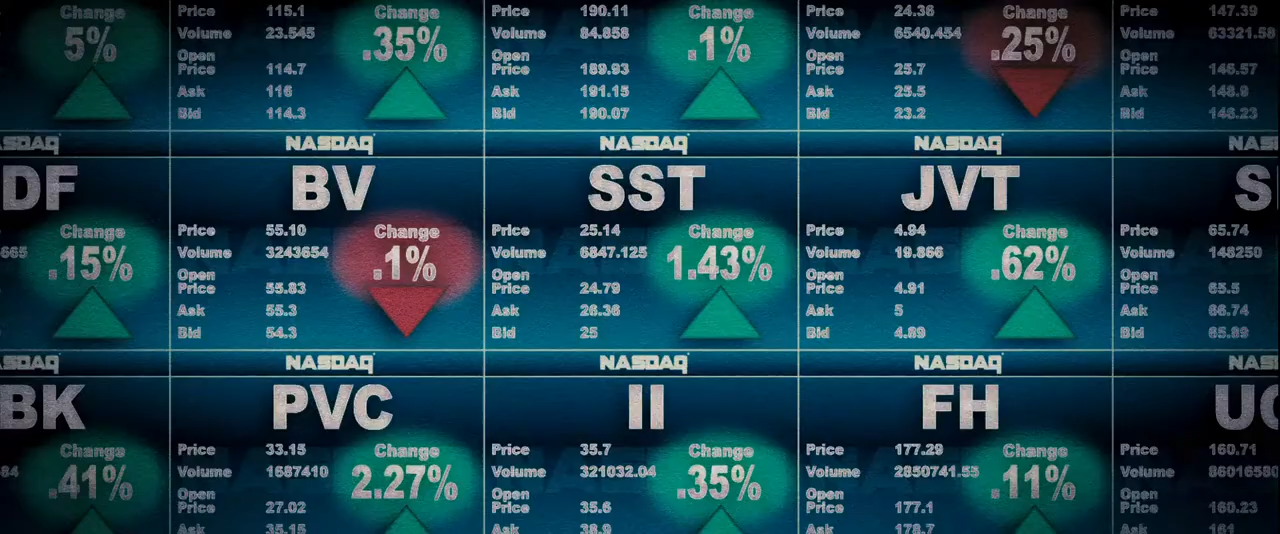 Price 115.1 Change Price 190.11 Change Price 24.36 Change Price 147.39
5% Volume 23.545 .35% Volume 84.858 .1% Volume 6540.454 .25% Volume 63321.58
Open Open Open Open
Price 114.7 Price 189.93 Price 25.7 Price 146.57
Ask 116 Ask 191.15 Ask 25.5 Ask 148.9
Bid 114.3 Bid 190.07 Bid 23.2 Bid 146.23
NASDAQ NASDAQ NASDAQ
DF BV SST JVT
Change Price 55.10 Change Price 25.14 Change Price 4.94 Change Price 65.74
665 .15% Volume 3243654 .1% Volume 6847.125 1.43% Volume 19.866 .62% Volume 148250
Open Open Open Open
Price 55.83 Price 24.79 Price 4.91 Price 65.5
Ask 55.3 Ask 26.36 Ask 5 Ask 66.74
Bid 54.3 Bid 25 Bid 4.89 Bid 65.89
NASDAQ NASDAQ NASDAQ
BK PVC II FH
Change Price 33.15 Change Price 35.7 Change Price 177.29 Change Price 160.71
84 .41% Volume 1687410 2.27% Volume 321032.04 .35% Volume 2850741.55 .11% Volume 86016580
Open Open Open Open
Price 27.02 Price 35.6 Price 177.1 Price 160.23
Ask 35.15 Ask 38.9 Ask 178.7 Ask 161